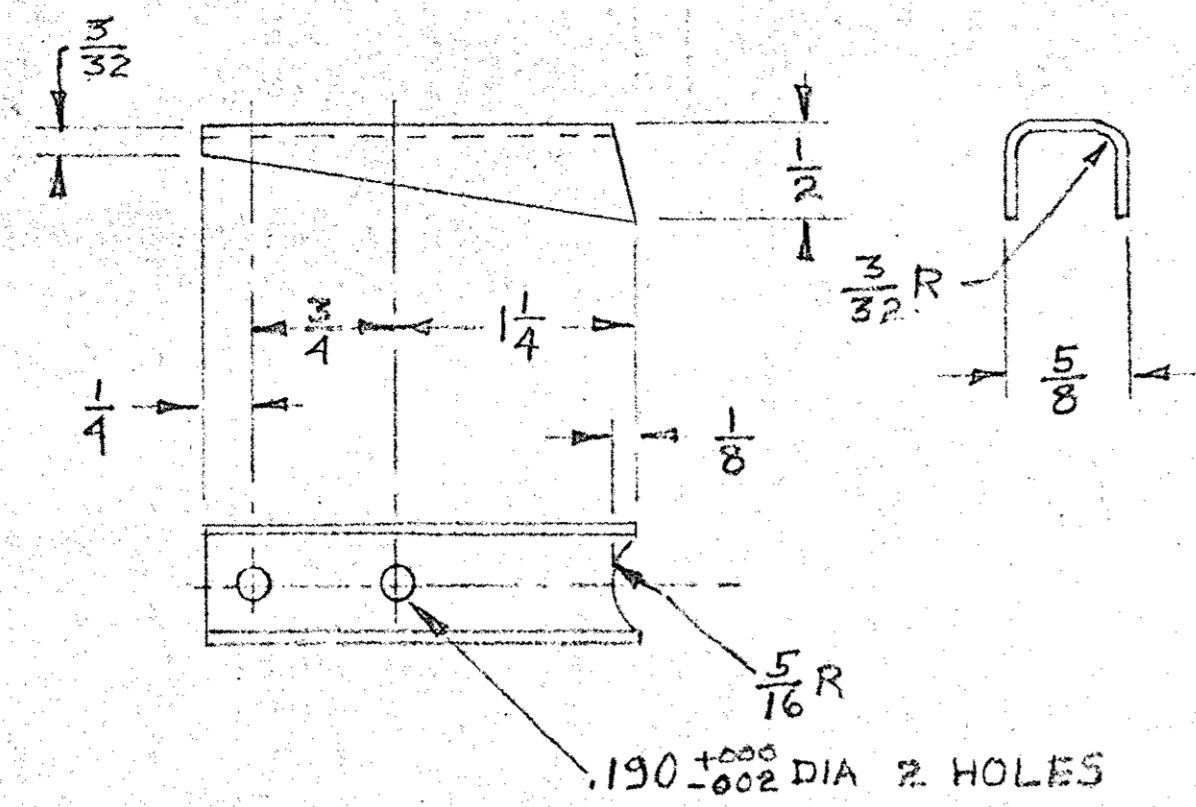 3/32
1/2
3/32 R
3/4
1 1/4
5/8
1/4
1/8
5/16 R
.190 +000 -002 DIA 2 HOLES